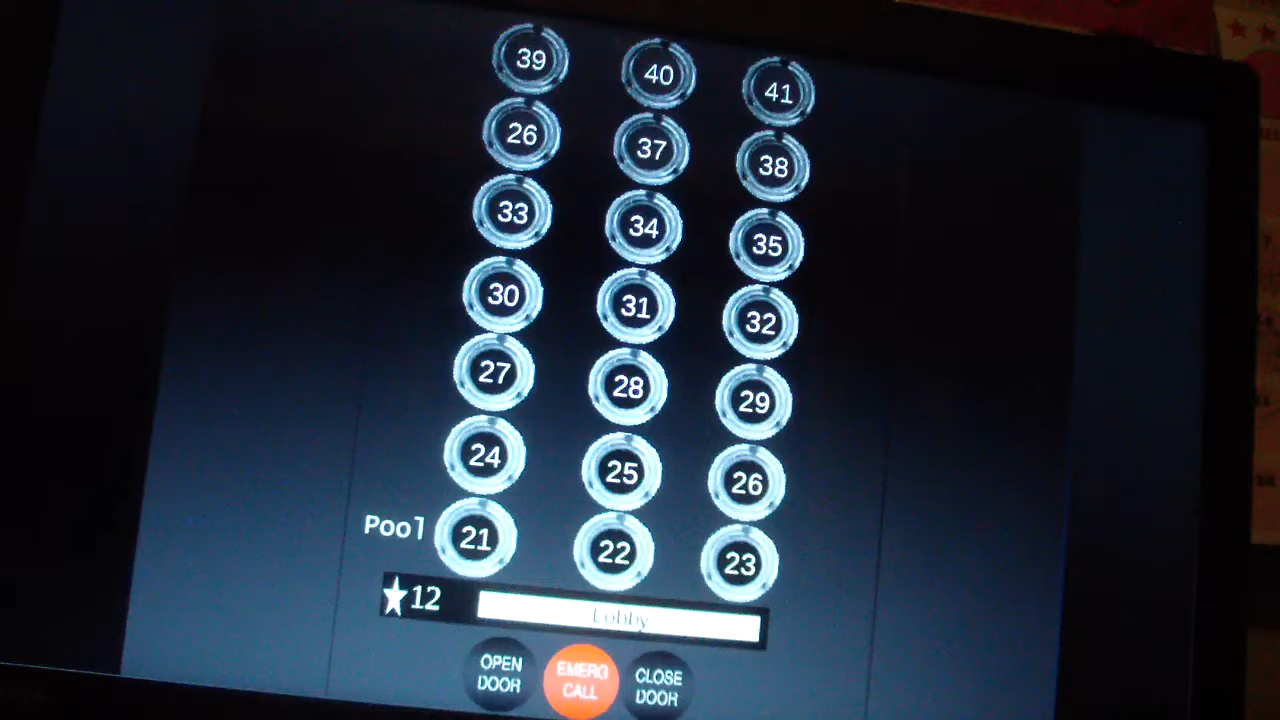 39 40 41
26 37 38
33 34 35
30 31 32
27 28 29
24 25 26
Pool 21 22 23
★12 Lobby
OPEN DOOR
EMERG CALL
CLOSE DOOR